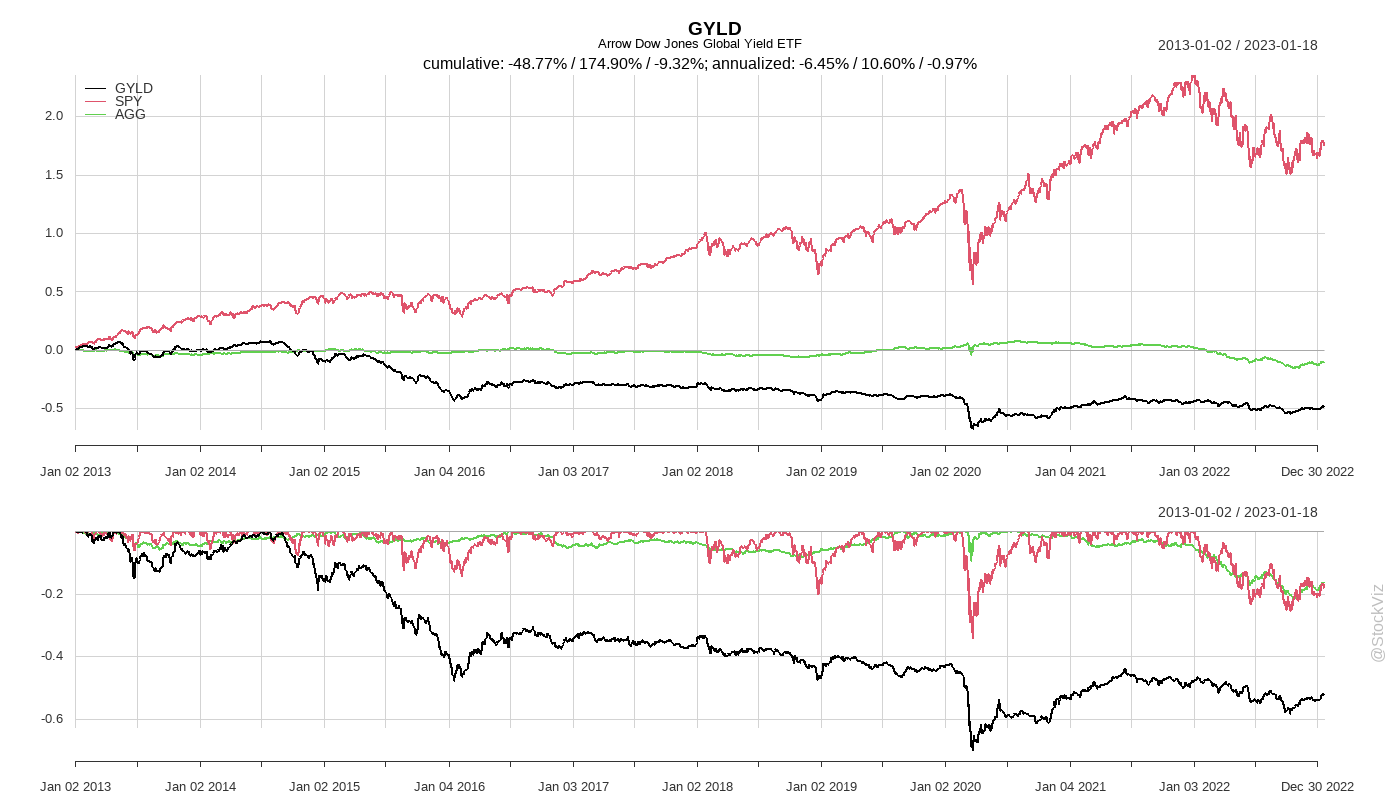 GYLD
Arrow Dow Jones Global Yield ETF
2013-01-02 / 2023-01-18
cumulative: -48.77% / 174.90% / -9.32%; annualized: -6.45% / 10.60% / -0.97%
GYLD
SPY
AGG
2.0
1.5
1.0
0.5
0.0
-0.5
Jan 02 2013 Jan 02 2014 Jan 02 2015 Jan 04 2016 Jan 03 2017 Jan 02 2018 Jan 02 2019 Jan 02 2020 Jan 04 2021 Jan 03 2022 Dec 30 2022
2013-01-02 / 2023-01-18
-0.2
-0.4
-0.6
Jan 02 2013 Jan 02 2014 Jan 02 2015 Jan 04 2016 Jan 03 2017 Jan 02 2018 Jan 02 2019 Jan 02 2020 Jan 04 2021 Jan 03 2022 Dec 30 2022
@StockViz